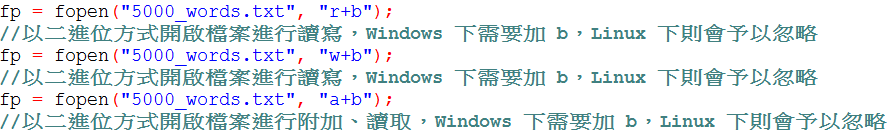 fp = fopen("5000_words.txt", "r+b");
//以二進位方式開啟檔案進行讀寫，Windows 下需要加 b，Linux 下則會予以忽略
fp = fopen("5000_words.txt", "w+b");
//以二進位方式開啟檔案進行讀寫，Windows 下需要加 b，Linux 下則會予以忽略
fp = fopen("5000_words.txt", "a+b");
//以二進位方式開啟檔案進行附加、讀取，Windows 下需要加 b，Linux 下則會予以忽略